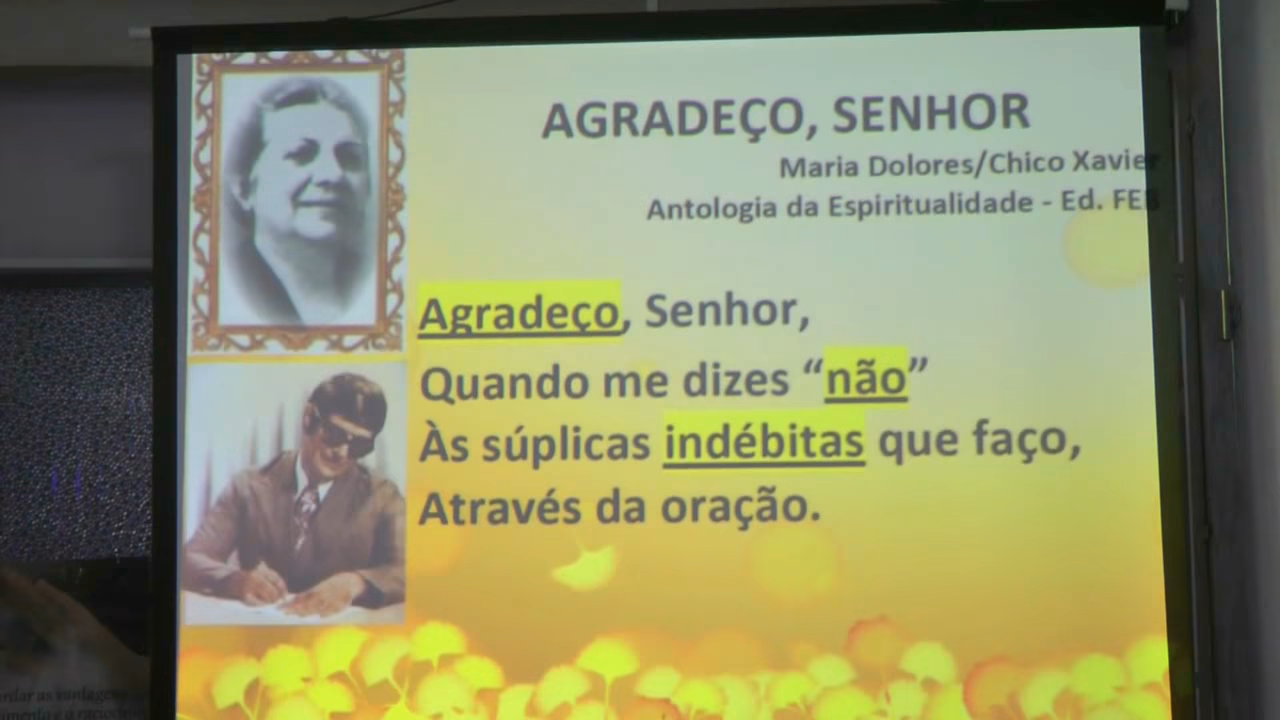 AGRADEÇO, SENHOR
Maria Dolores/Chico Xavier
Antologia da Espiritualidade - Ed. FEB
Agradeço, Senhor,
Quando me dizes “não”
Às súplicas indébitas que faço,
Através da oração.